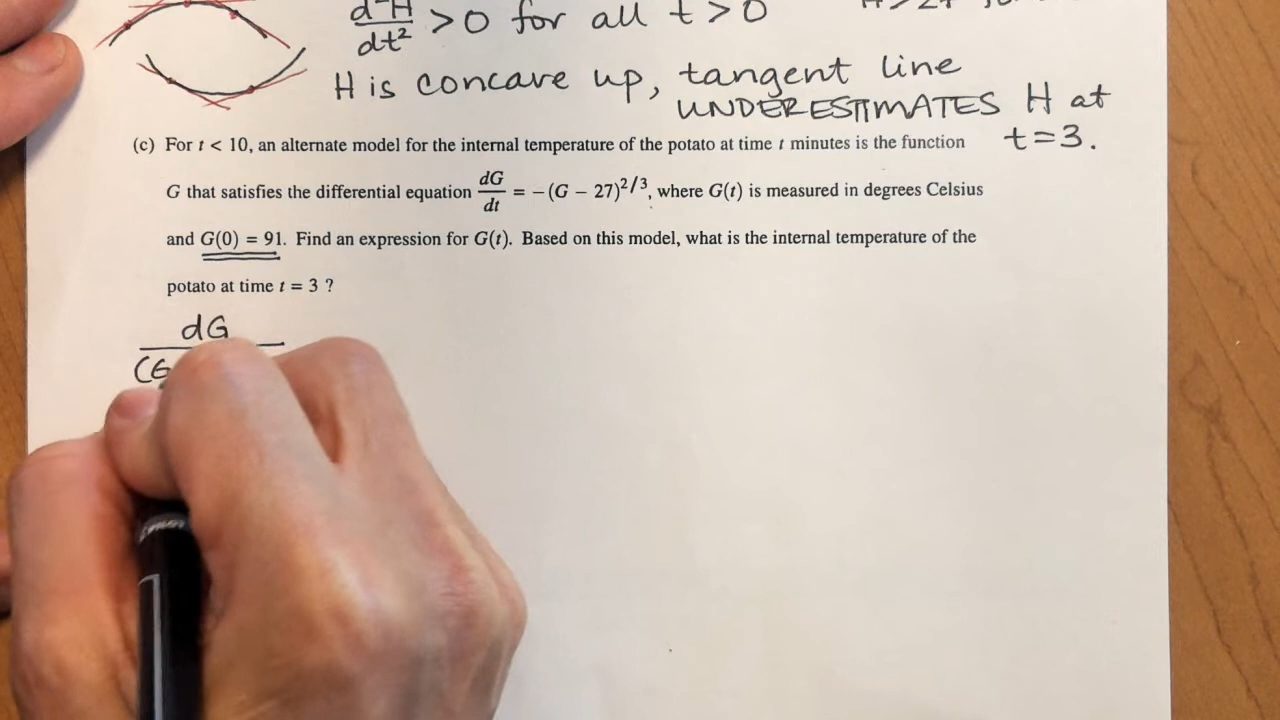 d²H/dt² > 0 for all t > 0
H is concave up, tangent line
UNDERESTIMATES H at
t = 3.
(c) For t < 10, an alternate model for the internal temperature of the potato at time t minutes is the function
G that satisfies the differential equation dG/dt = −(G − 27)^2/3, where G(t) is measured in degrees Celsius
and G(0) = 91. Find an expression for G(t). Based on this model, what is the internal temperature of the
potato at time t = 3 ?
dG
(G